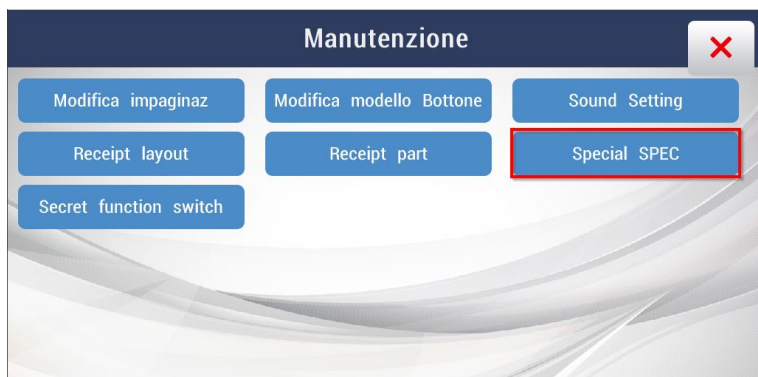 Manutenzione
Modifica impaginaz
Modifica modello Bottone
Sound Setting
Receipt layout
Receipt part
Special SPEC
Secret function switch